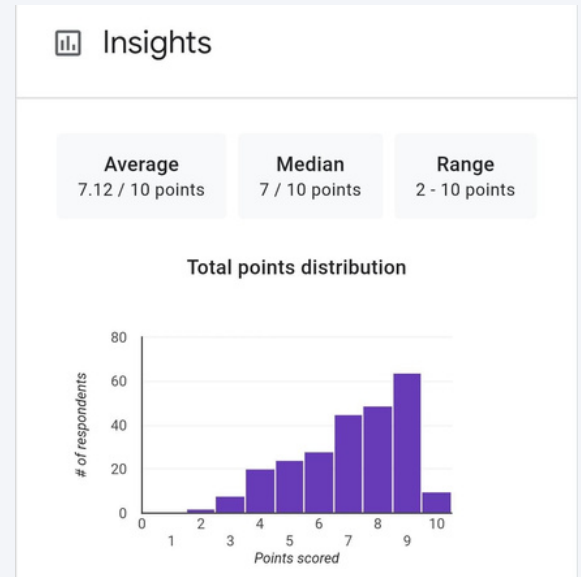 Insights
Average
7.12 / 10 points
Median
7 / 10 points
Range
2 - 10 points
Total points distribution
80
60
40
20
0
# of respondents
0 2 4 6 8 10
1 3 5 7 9
Points scored